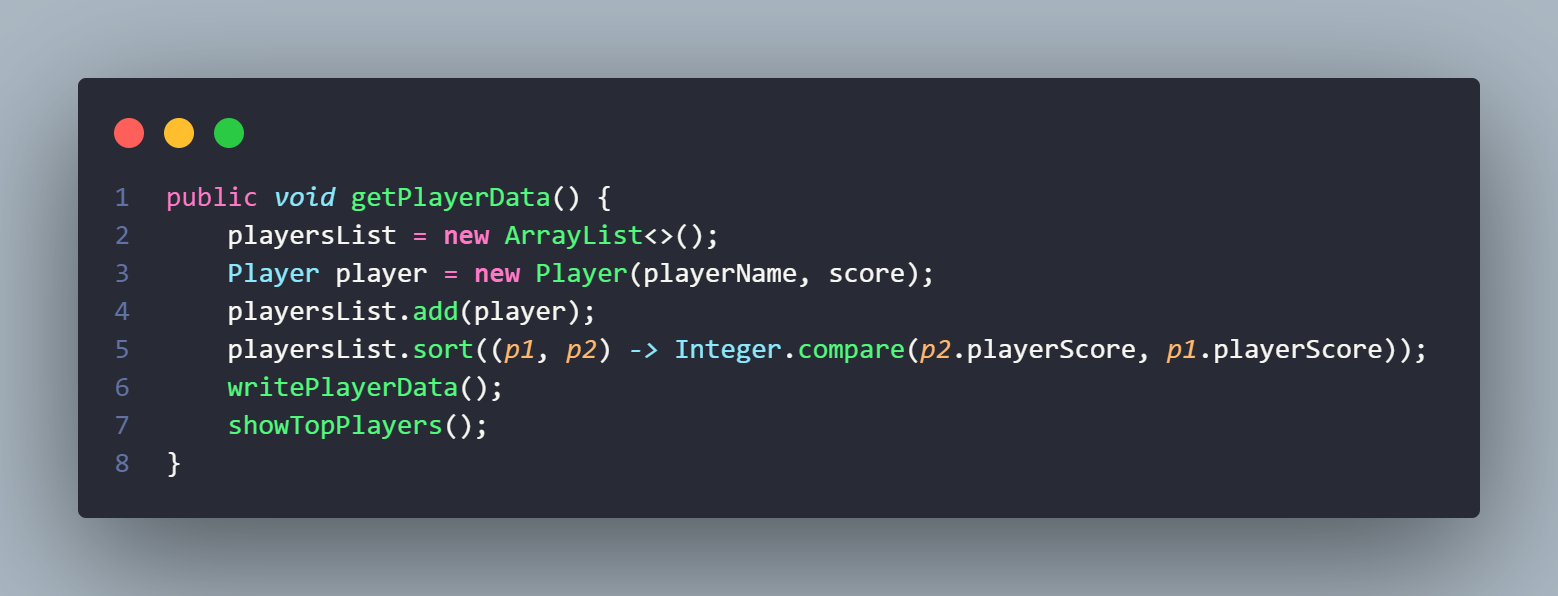 1 public void getPlayerData() {
2 playersList = new ArrayList<>();
3 Player player = new Player(playerName, score);
4 playersList.add(player);
5 playersList.sort((p1, p2) -> Integer.compare(p2.playerScore, p1.playerScore));
6 writePlayerData();
7 showTopPlayers();
8 }